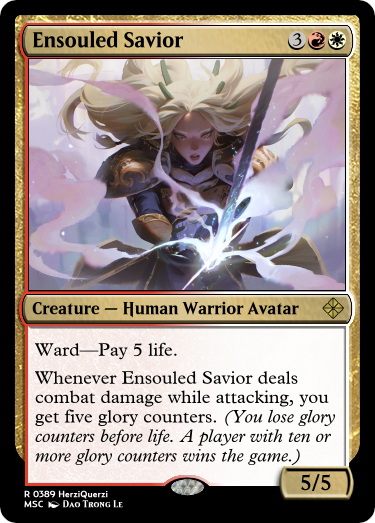 Ensouled Savior 3
Creature — Human Warrior Avatar
Ward—Pay 5 life.
Whenever Ensouled Savior deals
combat damage while attacking, you
get five glory counters. (You lose glory
counters before life. A player with ten or
more glory counters wins the game.)
5/5
R 0389 HerziQuerzi
MSC Dao Trong Le